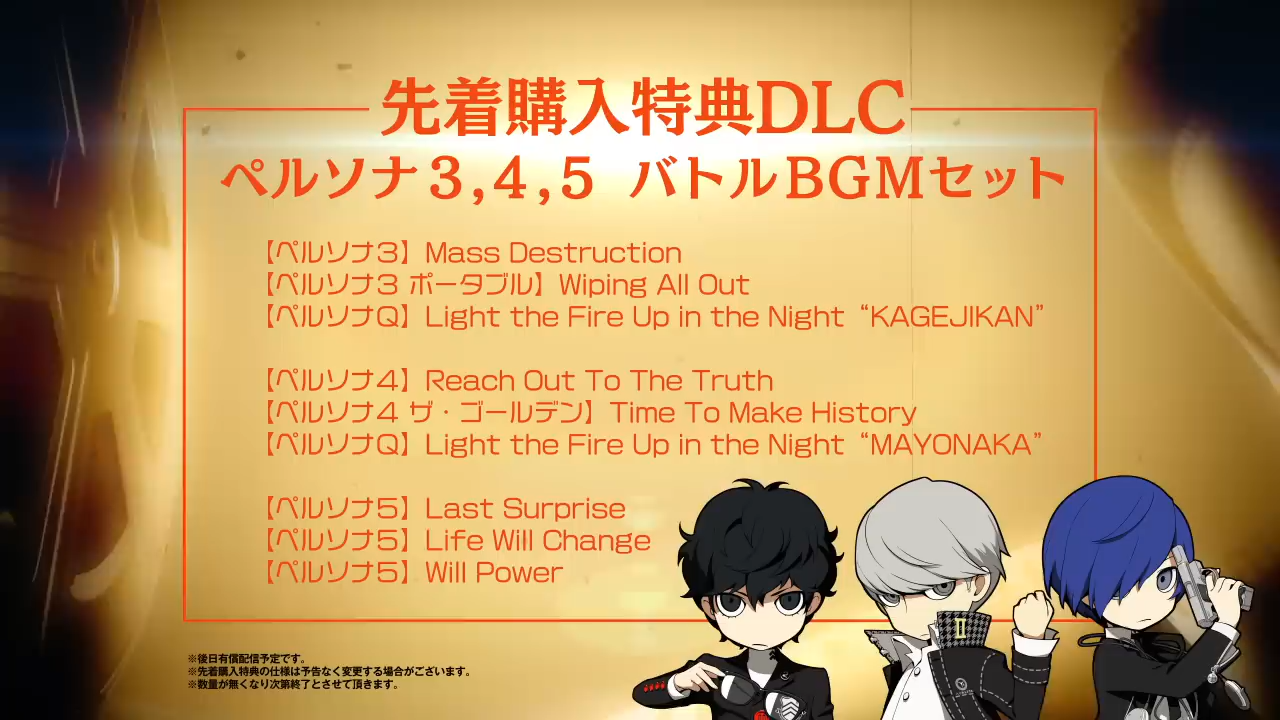 先着購入特典DLC
ペルソナ３,４,５ バトルBGMセット
【ペルソナ３】Mass Destruction
【ペルソナ３ ポータブル】Wiping All Out
【ペルソナQ】Light the Fire Up in the Night “KAGEJIKAN”
【ペルソナ４】Reach Out To The Truth
【ペルソナ４ ザ・ゴールデン】Time To Make History
【ペルソナQ】Light the Fire Up in the Night “MAYONAKA”
【ペルソナ５】Last Surprise
【ペルソナ５】Life Will Change
【ペルソナ５】Will Power
※後日有償配信予定です。
※先着購入特典の仕様は予告なく変更する場合がございます。
※数量が無くなり次第終了とさせて頂きます。